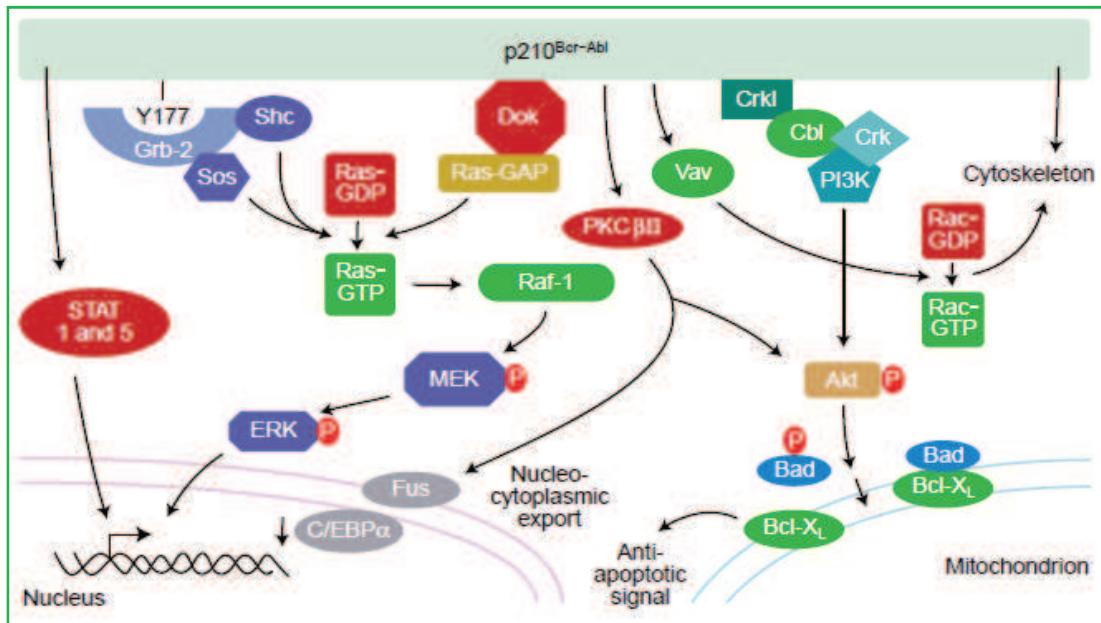 p210Bcr–Abl
Y177
Grb-2
Shc
Sos
Ras-
GDP
Dok
Ras-GAP
Crkl
Cbl
Crk
PI3K
Vav
Cytoskeleton
PKC βII
Rac-
GDP
Ras-
GTP
Raf-1
Rac-
GTP
STAT
1 and 5
MEK
P
Akt
P
ERK
P
P
Bad
Bad
Bcl-XL
Fus
Nucleo-
cytoplasmic
export
C/EBPα
Bcl-XL
Anti-
apoptotic
signal
Mitochondrion
Nucleus